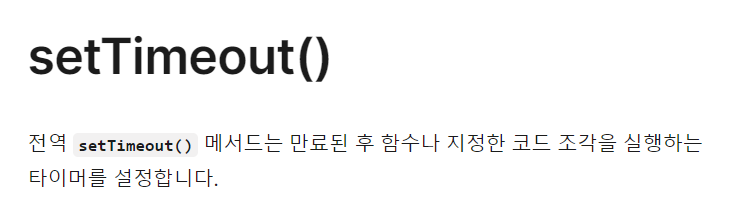 setTimeout()
전역 setTimeout() 메서드는 만료된 후 함수나 지정한 코드 조각을 실행하는
타이머를 설정합니다.